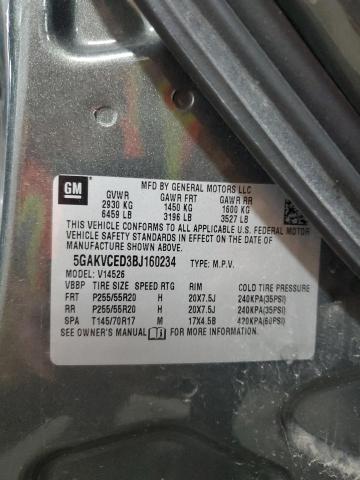 GM
MFD BY GENERAL MOTORS LLC
GVWR GAWR FRT GAWR RR
2930 KG 1450 KG 1600 KG
6459 LB 3196 LB 3527 LB
THIS VEHICLE CONFORMS TO ALL APPLICABLE U.S. FEDERAL MOTOR
VEHICLE SAFETY, BUMPER, AND THEFT PREVENTION STANDARDS
IN EFFECT ON THE DATE OF MANUFACTURE SHOWN ABOVE.
5GAKVCED3BJ160234 TYPE: M.P.V.
MODEL: V14526
VBBP TIRE SIZE SPEED RTG RIM COLD TIRE PRESSURE
FRT P255/55R20 H 20X7.5J 240KPA(35PSI)
RR P255/55R20 H 20X7.5J 240KPA(35PSI)
SPA T145/70R17 M 17X4.5B 420KPA(60PSI)
SEE OWNER'S MANUAL FOR MORE INFORMATION.